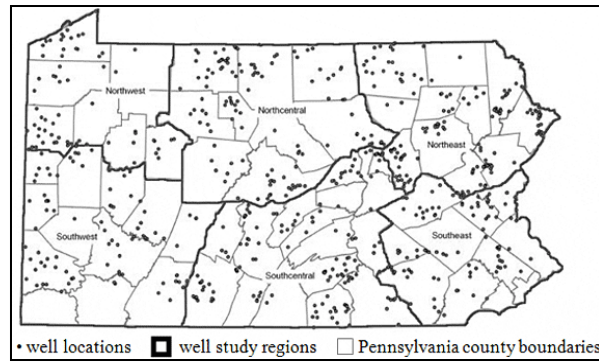 Northwest
Northcentral
Northeast
Southwest
Southeast
Southcentral
• well locations well study regions Pennsylvania county boundaries